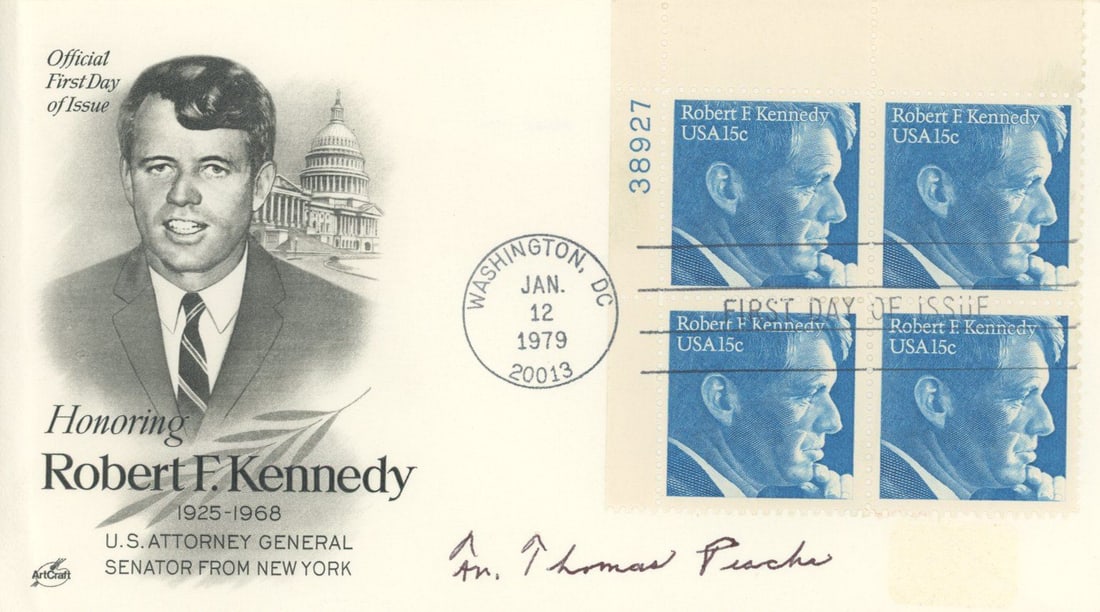 Official
First Day
of Issue
Honoring
Robert F. Kennedy
1925-1968
U.S. ATTORNEY GENERAL
SENATOR FROM NEW YORK
ArtCraft
WASHINGTON, DC
JAN.
12
1979
20013
38927
Robert F. Kennedy
USA 15c
Robert F. Kennedy
USA 15c
FIRST DAY OF ISSUE
Robert F. Kennedy
USA 15c
Robert F. Kennedy
USA 15c
Fr. Thomas Peacha